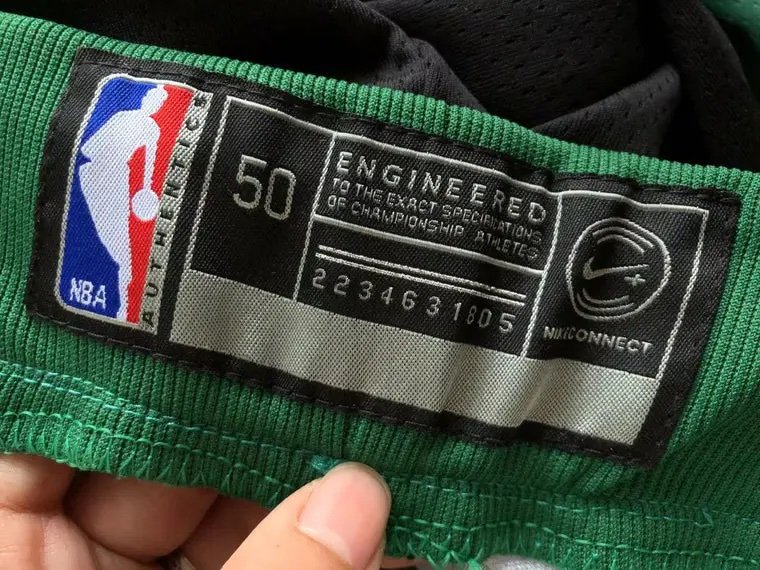 NBA
AUTHENTICS
50
ENGINEERED
TO THE EXACT SPECIFICATIONS
OF CHAMPIONSHIP ATHLETES
2234631805
NIKECONNECT